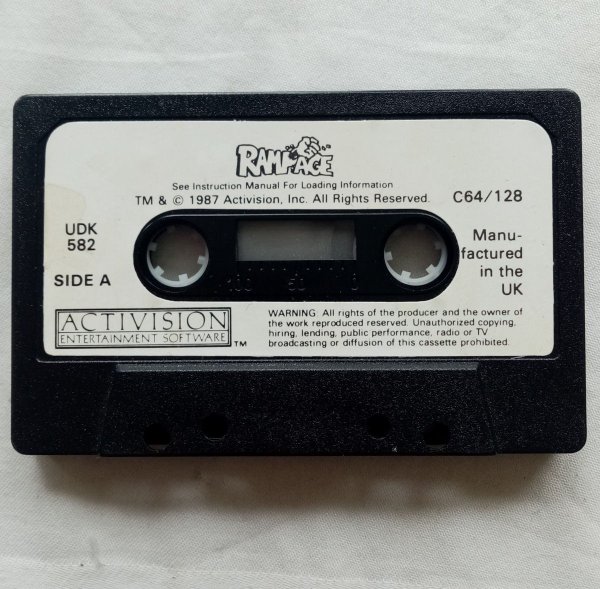 RAMPAGE
See Instruction Manual For Loading Information
TM & © 1987 Activision, Inc. All Rights Reserved.
C64/128
UDK
582
SIDE A
Manu-
factured
in the
UK
100 50 0
ACTIVISION
ENTERTAINMENT SOFTWARE
TM
WARNING: All rights of the producer and the owner of
the work reproduced reserved. Unauthorized copying,
hiring, lending, public performance, radio or TV
broadcasting or diffusion of this cassette prohibited.